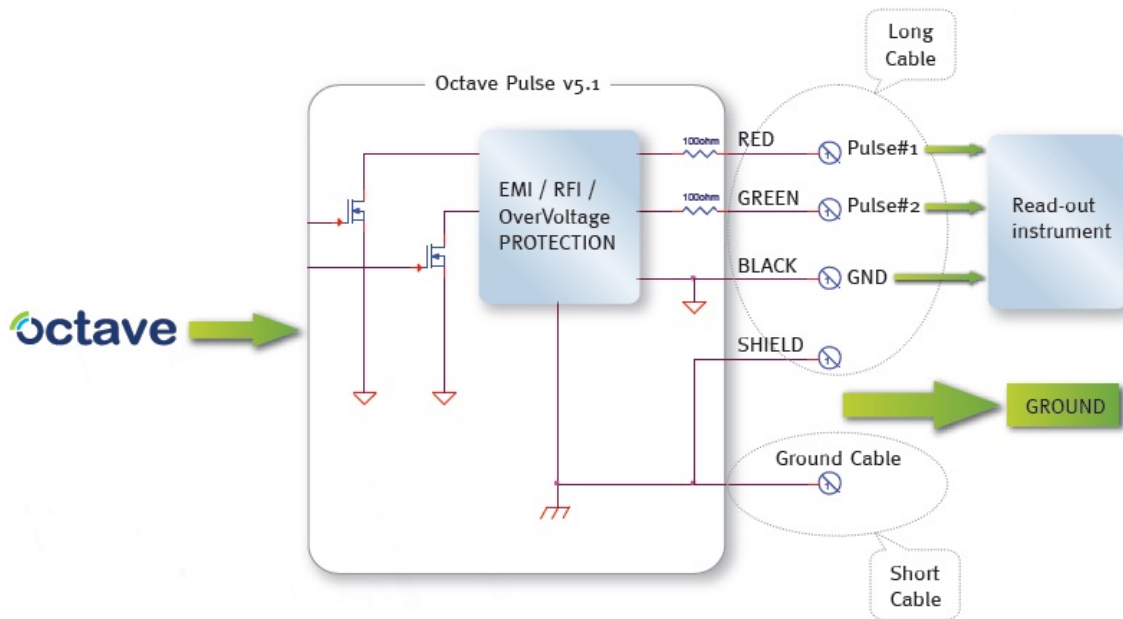 Long
Cable
Octave Pulse v5.1
100ohm
RED
Pulse#1
EMI / RFI /
OverVoltage
PROTECTION
100ohm
GREEN
Pulse#2
Read-out
instrument
BLACK
GND
octave
SHIELD
GROUND
Ground Cable
Short
Cable